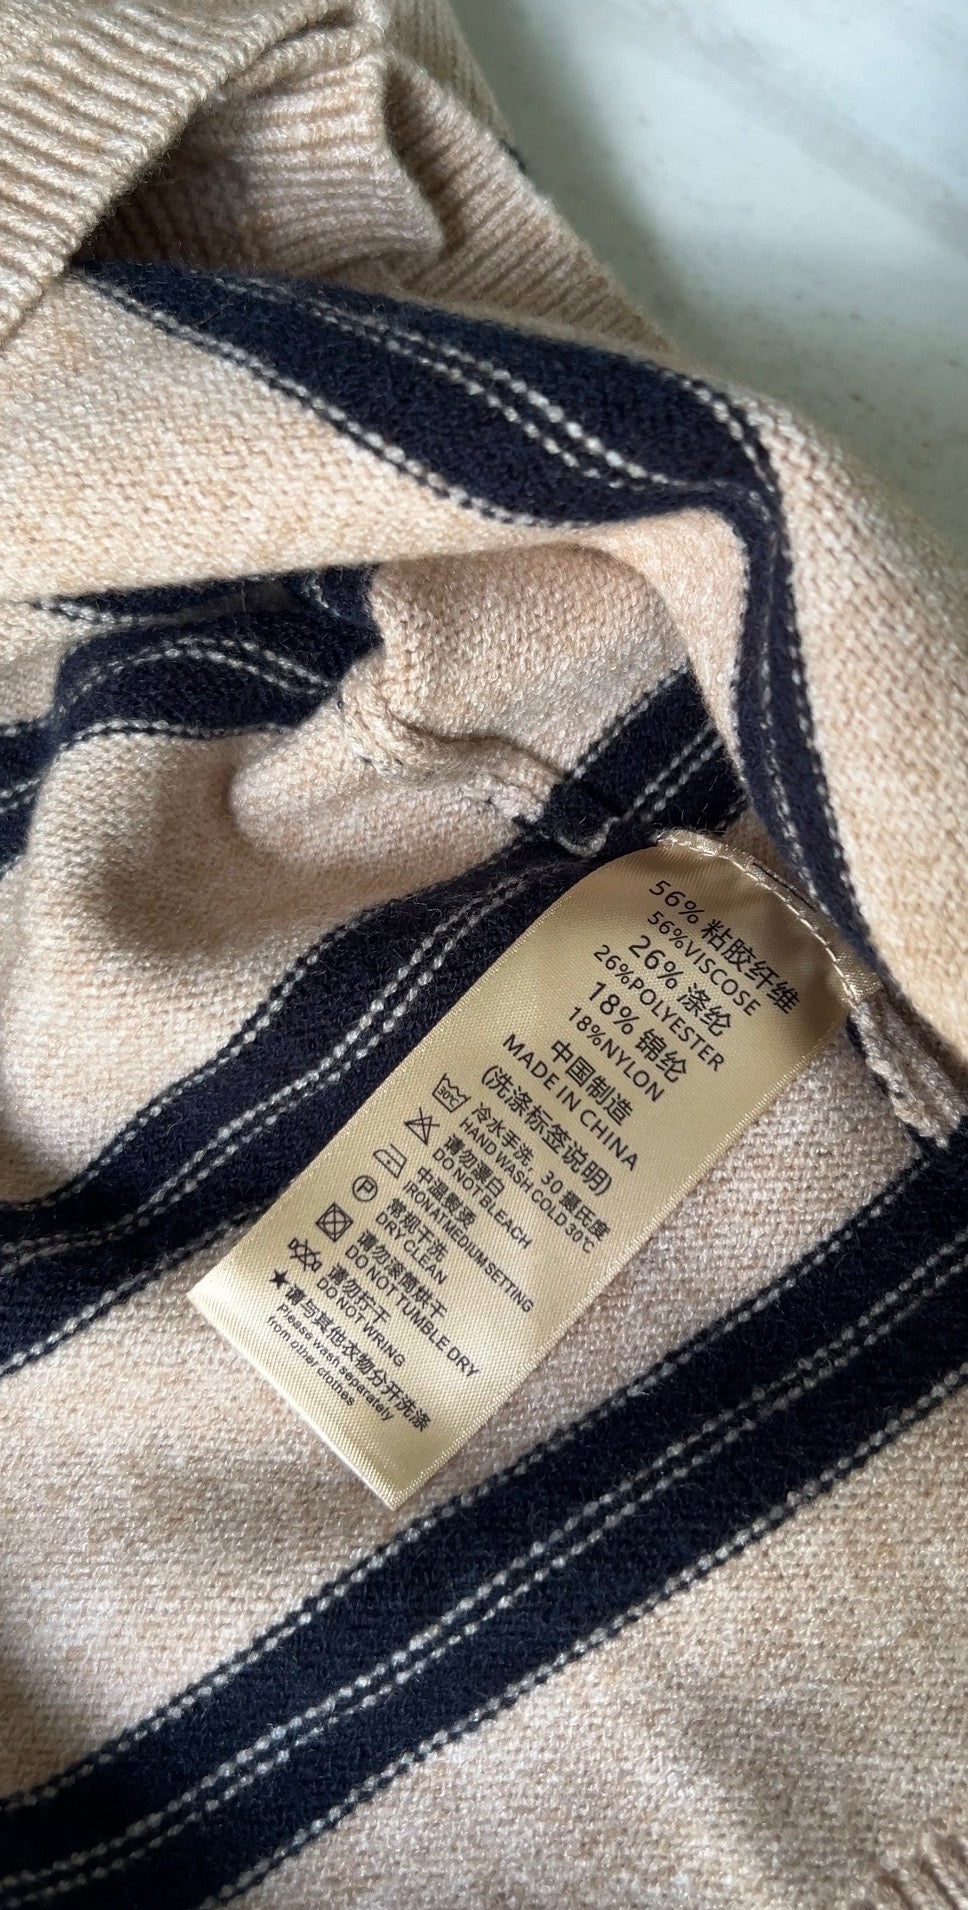 56% 粘胶纤维
56%VISCOSE
26% 涤纶
26%POLYESTER
18% 锦纶
18%NYLON
中国制造
MADE IN CHINA
(洗涤标签说明)
30℃ 冷水手洗，30摄氏度
HAND WASH COLD 30℃
请勿漂白
DO NOT BLEACH
中温熨烫
IRONATMEDIUMSETTING
P 常规干洗
DRY CLEAN
请勿滚筒烘干
DO NOT TUMBLE DRY
请勿拧干
DO NOT WRING
★请与其他衣物分开洗涤
Please wash separately
from other clothes